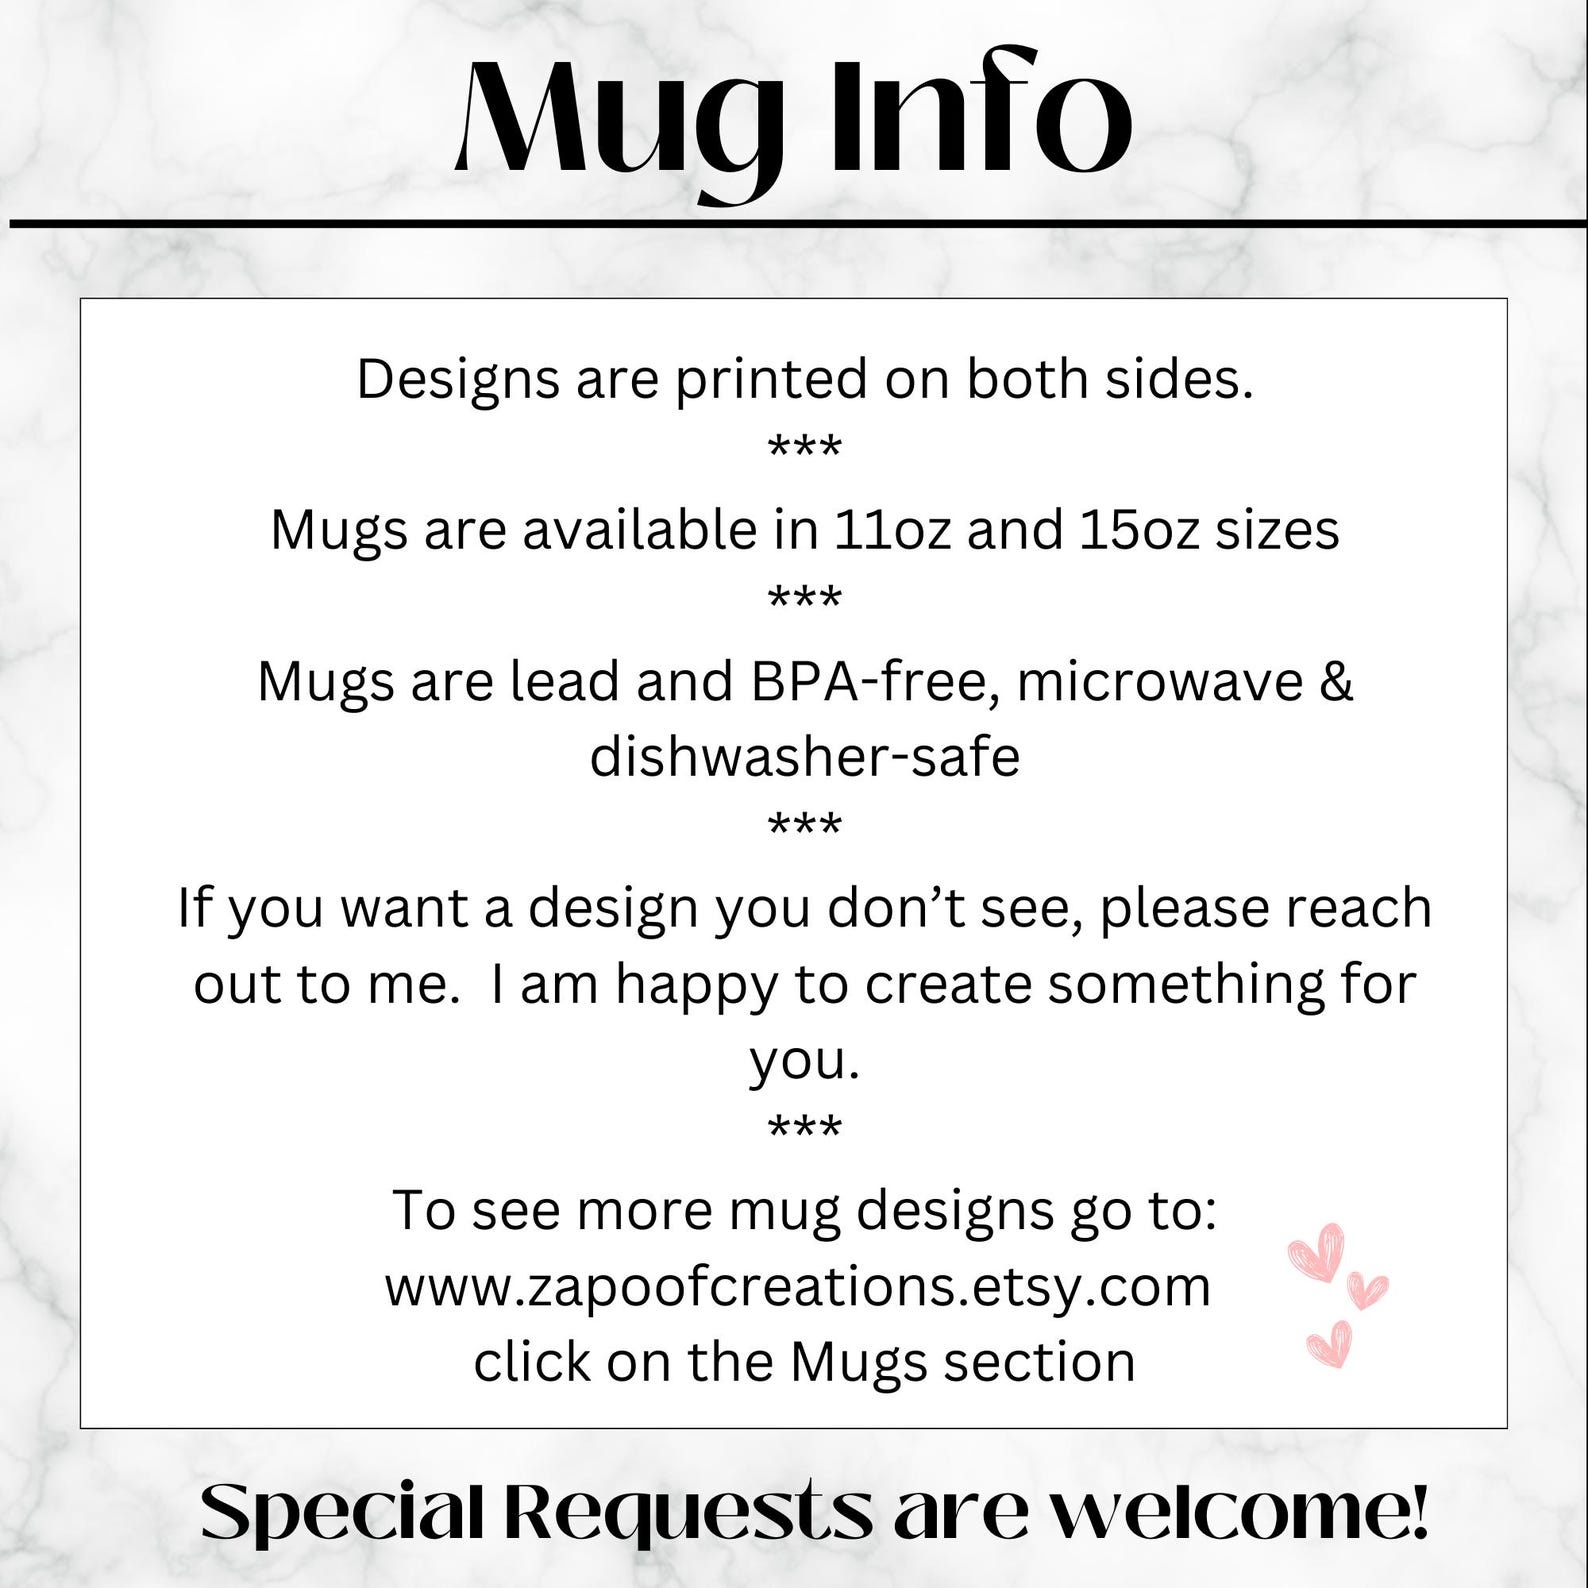 Mug Info
Designs are printed on both sides.
***
Mugs are available in 11oz and 15oz sizes
***
Mugs are lead and BPA-free, microwave &
dishwasher-safe
***
If you want a design you don’t see, please reach
out to me.  I am happy to create something for
you.
***
To see more mug designs go to:
www.zapoofcreations.etsy.com
click on the Mugs section
Special Requests are welcome!